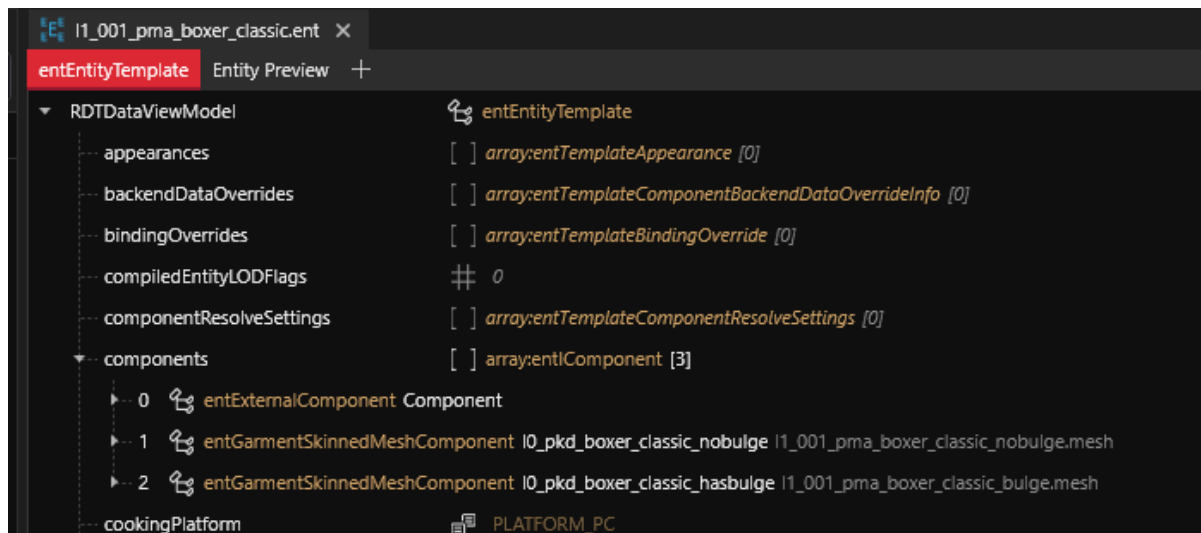 l1_001_pma_boxer_classic.ent
entEntityTemplate Entity Preview
RDTDataViewModel entEntityTemplate
appearances [ ] array:entTemplateAppearance [0]
backendDataOverrides [ ] array:entTemplateComponentBackendDataOverrideInfo [0]
bindingOverrides [ ] array:entTemplateBindingOverride [0]
compiledEntityLODFlags 0
componentResolveSettings [ ] array:entTemplateComponentResolveSettings [0]
components [ ] array:entIComponent [3]
0 entExternalComponent Component
1 entGarmentSkinnedMeshComponent l0_pkd_boxer_classic_nobulge l1_001_pma_boxer_classic_nobulge.mesh
2 entGarmentSkinnedMeshComponent l0_pkd_boxer_classic_hasbulge l1_001_pma_boxer_classic_bulge.mesh
cookingPlatform PLATFORM_PC